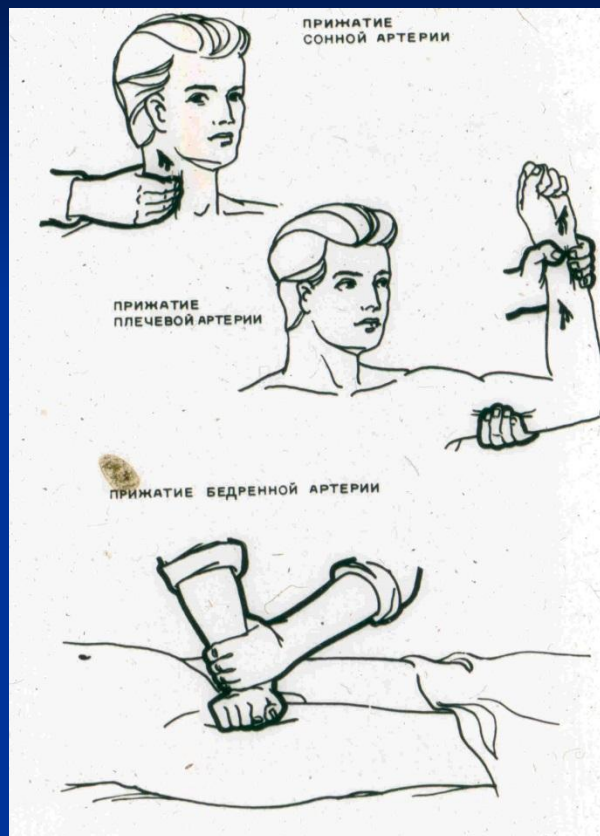 ПРИЖАТИЕ
СОННОЙ АРТЕРИИ
ПРИЖАТИЕ
ПЛЕЧЕВОЙ АРТЕРИИ
ПРИЖАТИЕ БЕДРЕННОЙ АРТЕРИИ